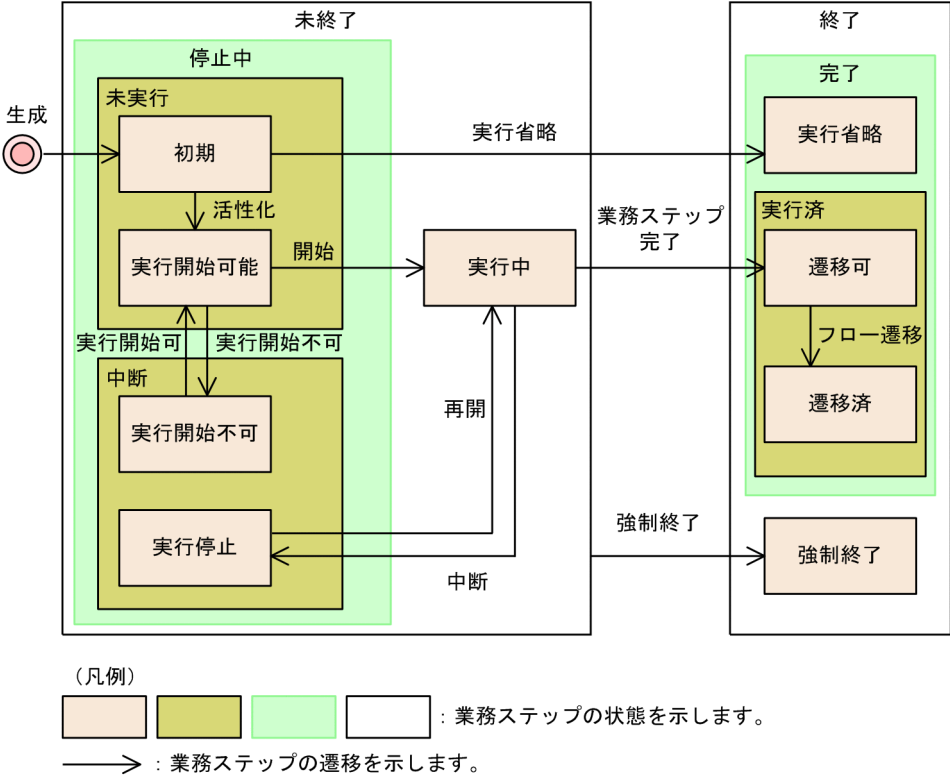 未終了
終了
停止中
完了
未実行
生成
初期
実行省略
実行省略
活性化
実行済
業務ステップ
完了
実行開始可能
開始
実行中
遷移可
実行開始可
実行開始不可
フロー遷移
中断
再開
遷移済
実行開始不可
強制終了
実行停止
強制終了
中断
（凡例）
：業務ステップの状態を示します。
：業務ステップの遷移を示します。